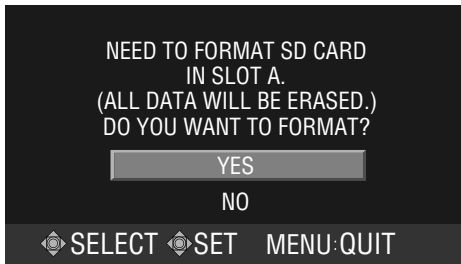 NEED TO FORMAT SD CARD
IN SLOT A.
(ALL DATA WILL BE ERASED.)
DO YOU WANT TO FORMAT?
YES
NO
SELECT SET MENU:QUIT